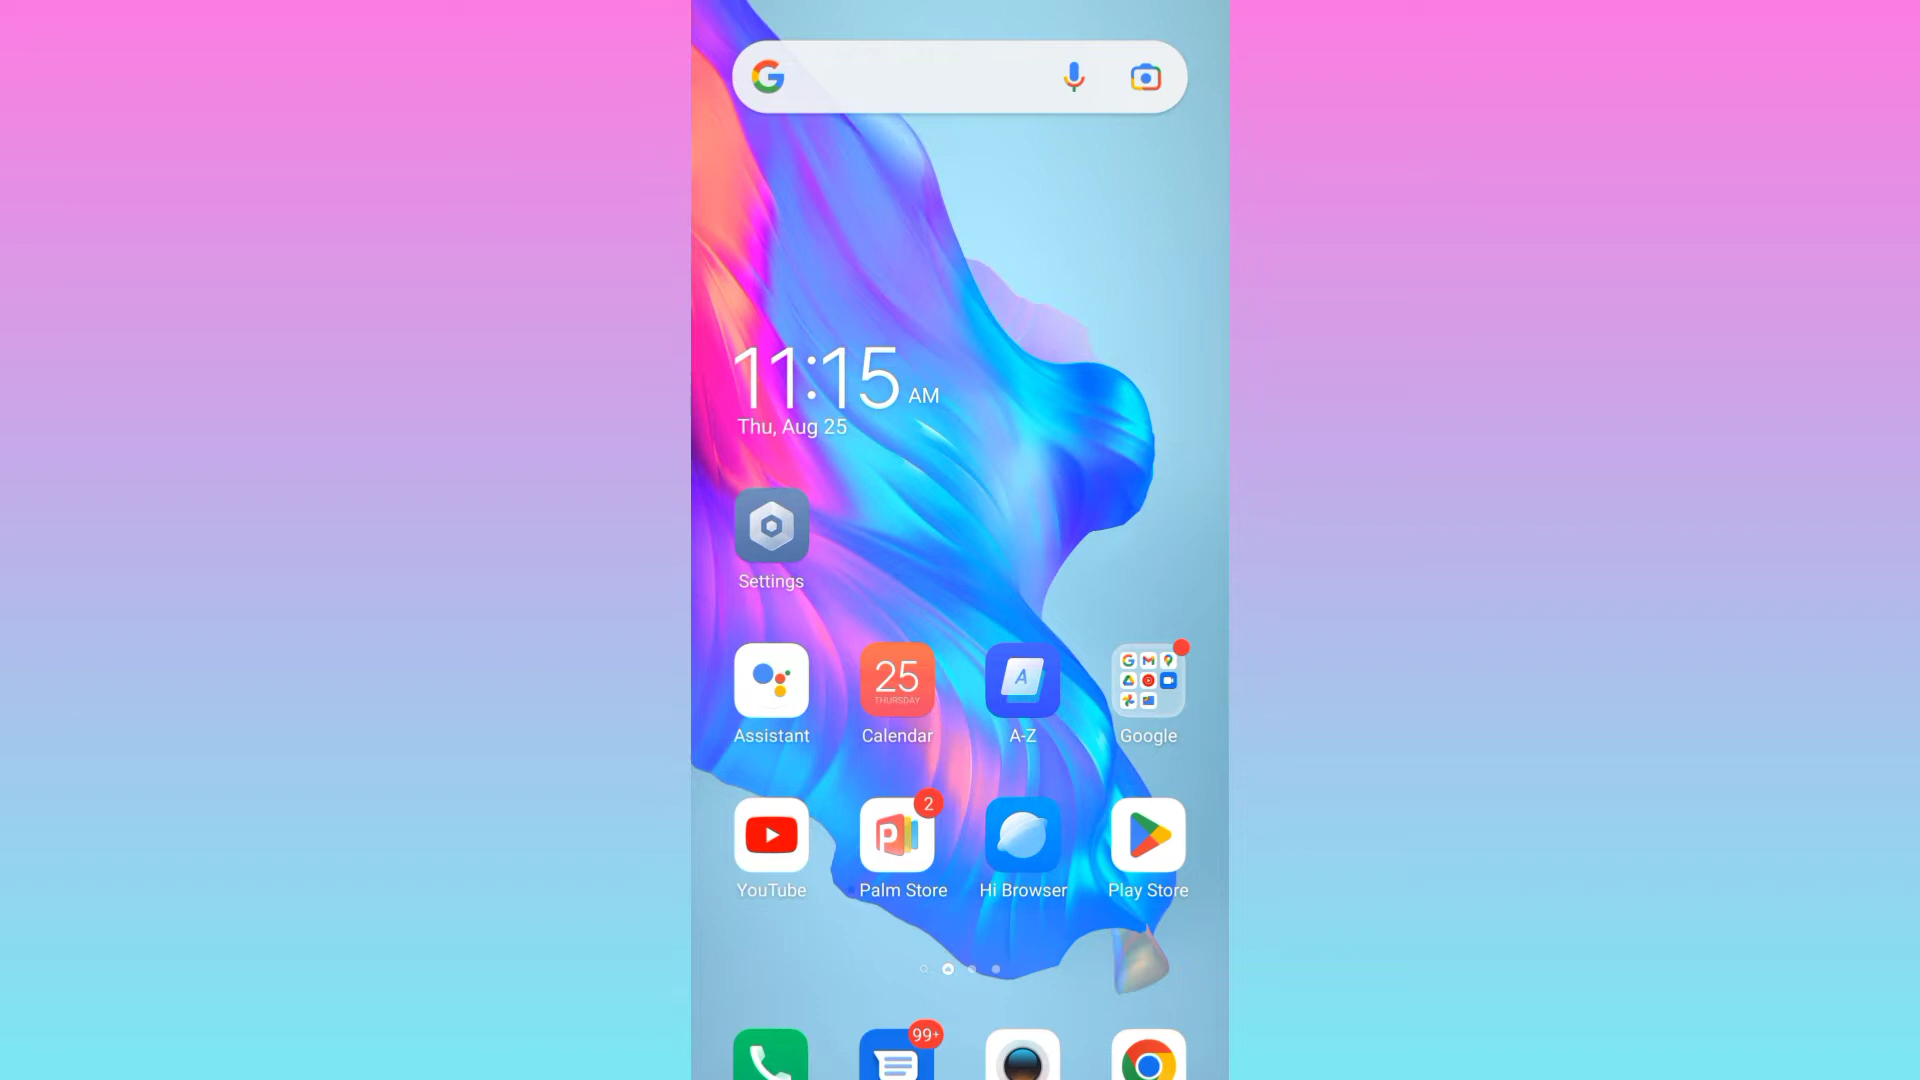 11:15 AM
Thu, Aug 25
Settings
25
THURSDAY
A
Assistant
Calendar
A-Z
Google
2
P
YouTube
Palm Store
Hi Browser
Play Store
99+